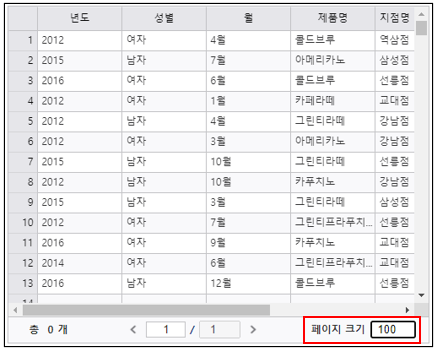 년도 성별 월 제품명 지점명
1 2012 여자 4월 콜드브루 역삼점
2 2015 남자 7월 아메리카노 삼성점
3 2016 여자 6월 콜드브루 선릉점
4 2012 여자 1월 카페라떼 교대점
5 2012 남자 4월 그린티라떼 강남점
6 2012 여자 3월 아메리카노 강남점
7 2015 남자 10월 그린티라떼 선릉점
8 2012 남자 10월 카푸치노 강남점
9 2015 남자 3월 그린티라떼 삼성점
10 2012 여자 7월 그린티프라푸치... 선릉점
11 2016 여자 9월 카푸치노 교대점
12 2014 여자 6월 그린티라떼 교대점
13 2016 남자 12월 콜드브루 선릉점
총 0 개 < 1 / 1 > 페이지 크기 100